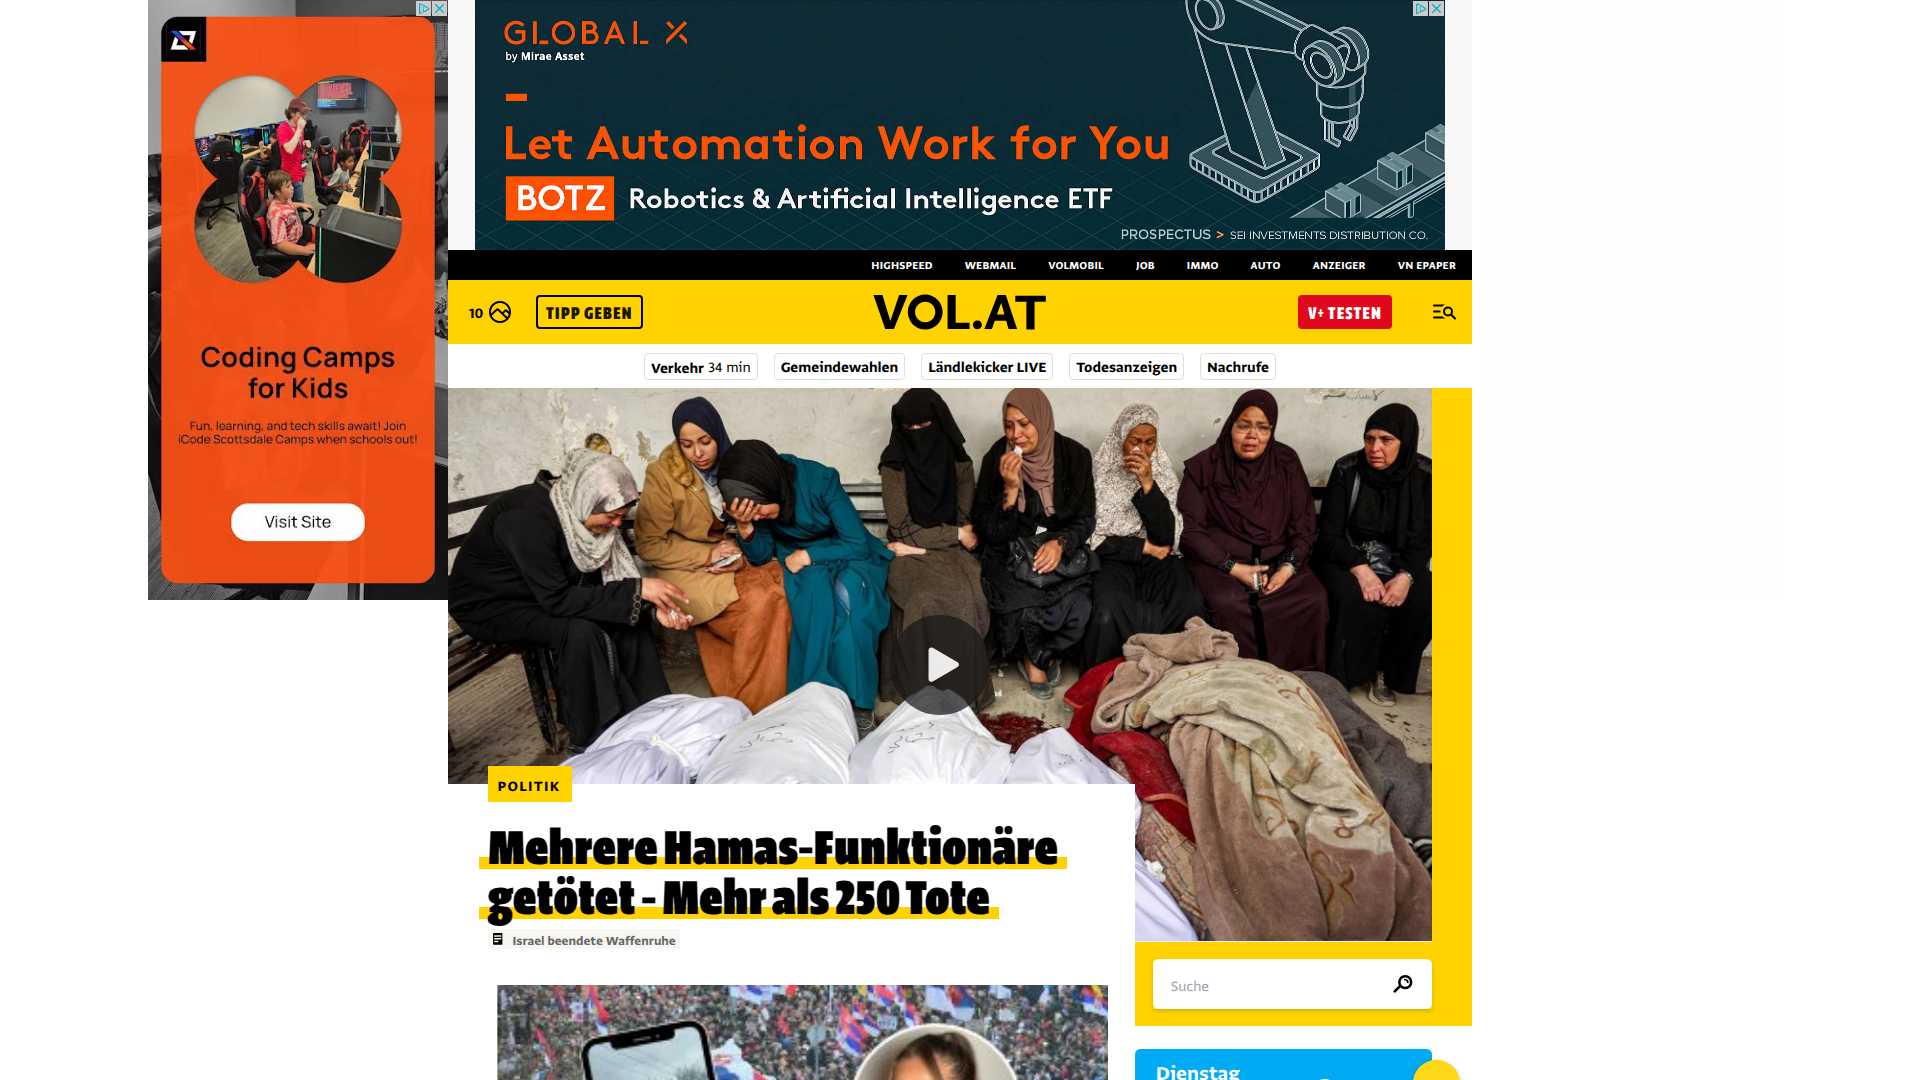 GLOBAL X
by Mirae Asset
Let Automation Work for You
BOTZ Robotics & Artificial Intelligence ETF
PROSPECTUS > SEI INVESTMENTS DISTRIBUTION CO.
Coding Camps
for Kids
Fun, learning, and tech skills await! Join
iCode Scottsdale Camps when schools out!
Visit Site
HIGHSPEED WEBMAIL VOLMOBIL JOB IMMO AUTO ANZEIGER VN EPAPER
10 TIPP GEBEN VOL.AT V+ TESTEN
Verkehr 34 min Gemeindewahlen Ländlekicker LIVE Todesanzeigen Nachrufe
POLITIK
Mehrere Hamas-Funktionäre
getötet - Mehr als 250 Tote
Israel beendete Waffenruhe
Suche
Dienstag